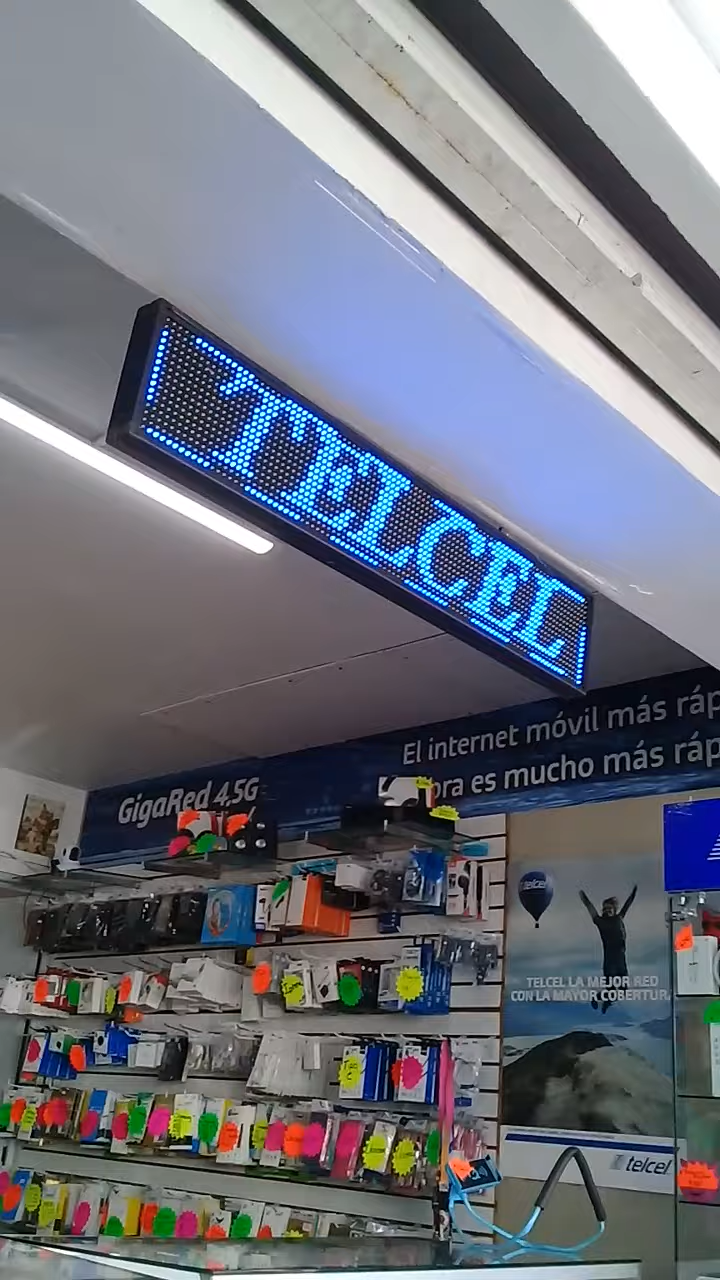 TELCEL
El internet móvil más ráp
ora es mucho más ráp
GigaRed 4.5G
telcel
TELCEL LA MEJOR RED
CON LA MAYOR COBERTUR
telcel